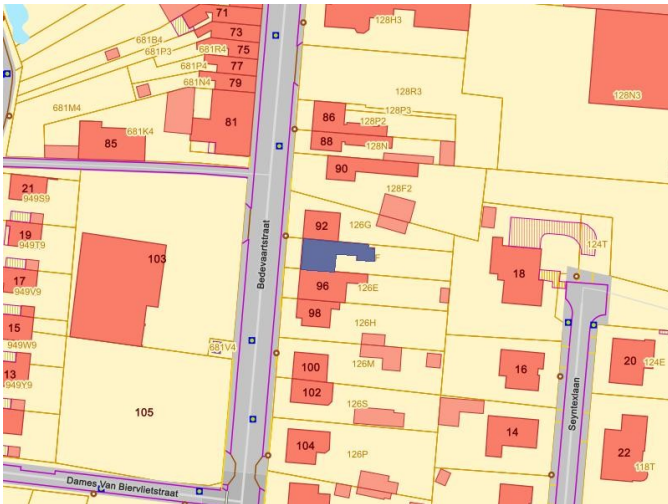 71
128H3
681B4
73
681P3
681R4
75
681P4
77
128R3
681N4
79
128N3
681M4
128P3
86
128P2
81
681K4
88
128N
85
90
21
128F2
949S9
92
126G
19
124T
949T9
103
Bedevaartstraat
F
18
17
96
126E
949V9
98
15
126H
949W9
681V4
100
126M
16
20
124E
13
949Y9
102
Seyntexlaan
105
126S
14
104
126P
22
118T
Dames Van Biervlietstraat